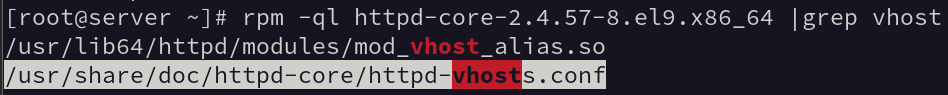 [root@server ~]# rpm -ql httpd-core-2.4.57-8.el9.x86_64 |grep vhost
/usr/lib64/httpd/modules/mod_vhost_alias.so
/usr/share/doc/httpd-core/httpd-vhosts.conf